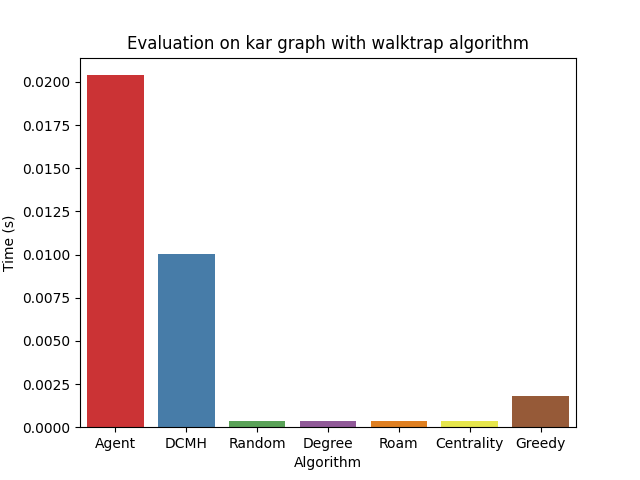 Evaluation on kar graph with walktrap algorithm
Time (s)
0.0200
0.0175
0.0150
0.0125
0.0100
0.0075
0.0050
0.0025
0.0000
Agent DCMH Random Degree Roam Centrality Greedy
Algorithm